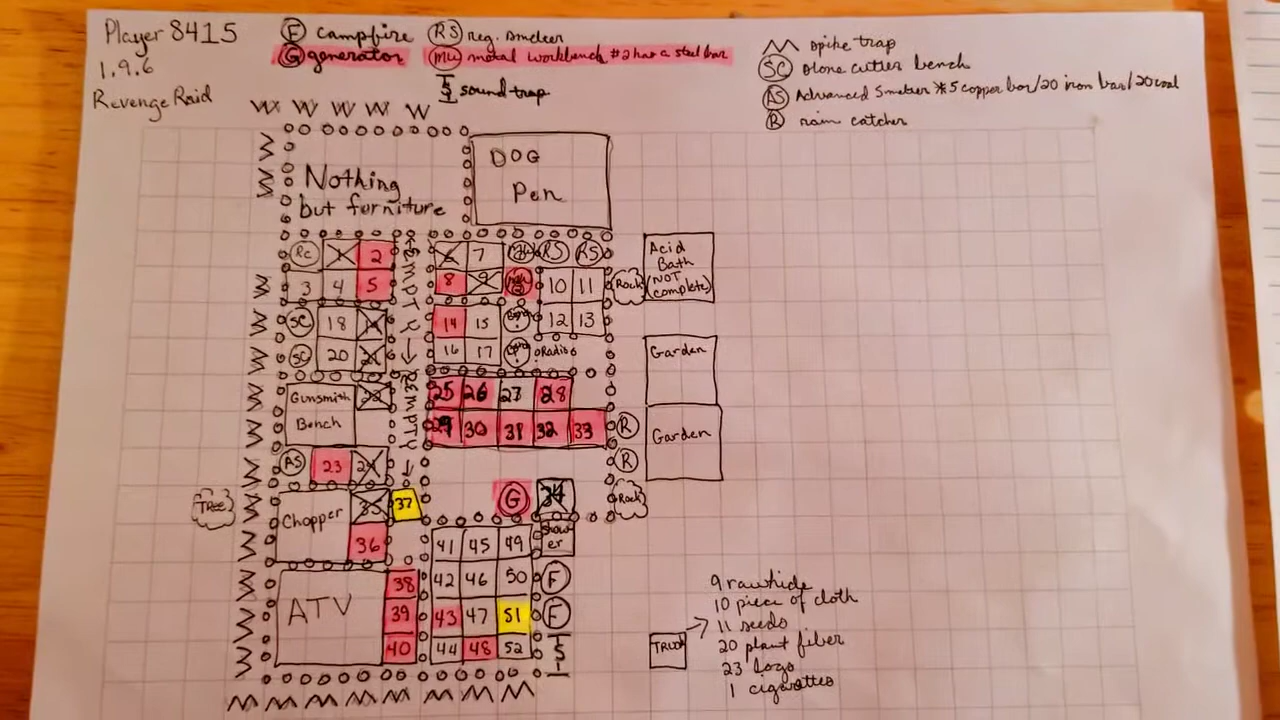 Player 8415
1.9.6
Revenge Raid
F campfire
G generator
RS reg. smelter
MW metal workbench #2 has a steel bar
S sound trap
spike trap
SC stone cutter bench
AS Advanced Smelter *5 copper bar/20 iron bar/20 coal
R rain catcher
DOG
Pen
Nothing
but furniture
RC 1 2
3 4 5
EMPTY
7 RS RS
8 9 10 11
Rock
Acid
Bath
(NOT
complete)
SC 18
SC 20
14 15 12 13
16 17 Radio
Garden
Gunsmith
Bench
EMPTY
25 26 27 28
29 30 31 32 33
R
R
Garden
AS 23 24
TREE
Chopper 35 37
36
G 34
Rock
Shower
41 45 49
42 46 50 F
43 47 51 F
44 48 52 S
ATV
38
39
40
TRUCK
9 rawhide
10 piece of cloth
11 seeds
20 plant fiber
23 Logs
1 cigarettes